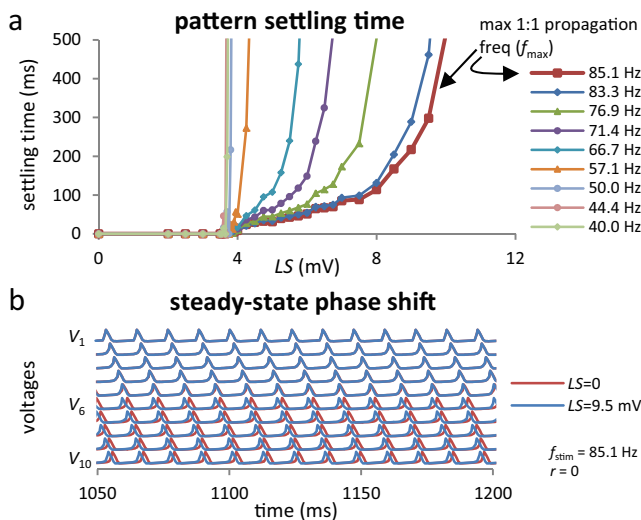 a
pattern settling time
max 1:1 propagation
freq (fmax)
settling time (ms)
500
400
300
200
100
0
0
4
8
12
LS (mV)
85.1 Hz
83.3 Hz
76.9 Hz
71.4 Hz
66.7 Hz
57.1 Hz
50.0 Hz
44.4 Hz
40.0 Hz
b
steady-state phase shift
voltages
V1
V6
V10
LS=0
LS=9.5 mV
fstim = 85.1 Hz
r = 0
1050
1100
1150
1200
time (ms)